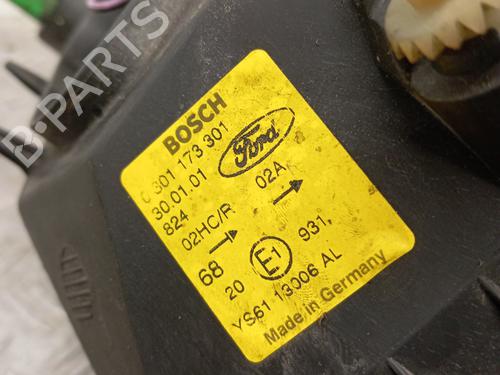 B-PARTS
BOSCH
0 301 173 301
30.01.01
824
Ford
02HC/R
02A
68
20
E1
931,
YS61 13006 AL
Made in Germany